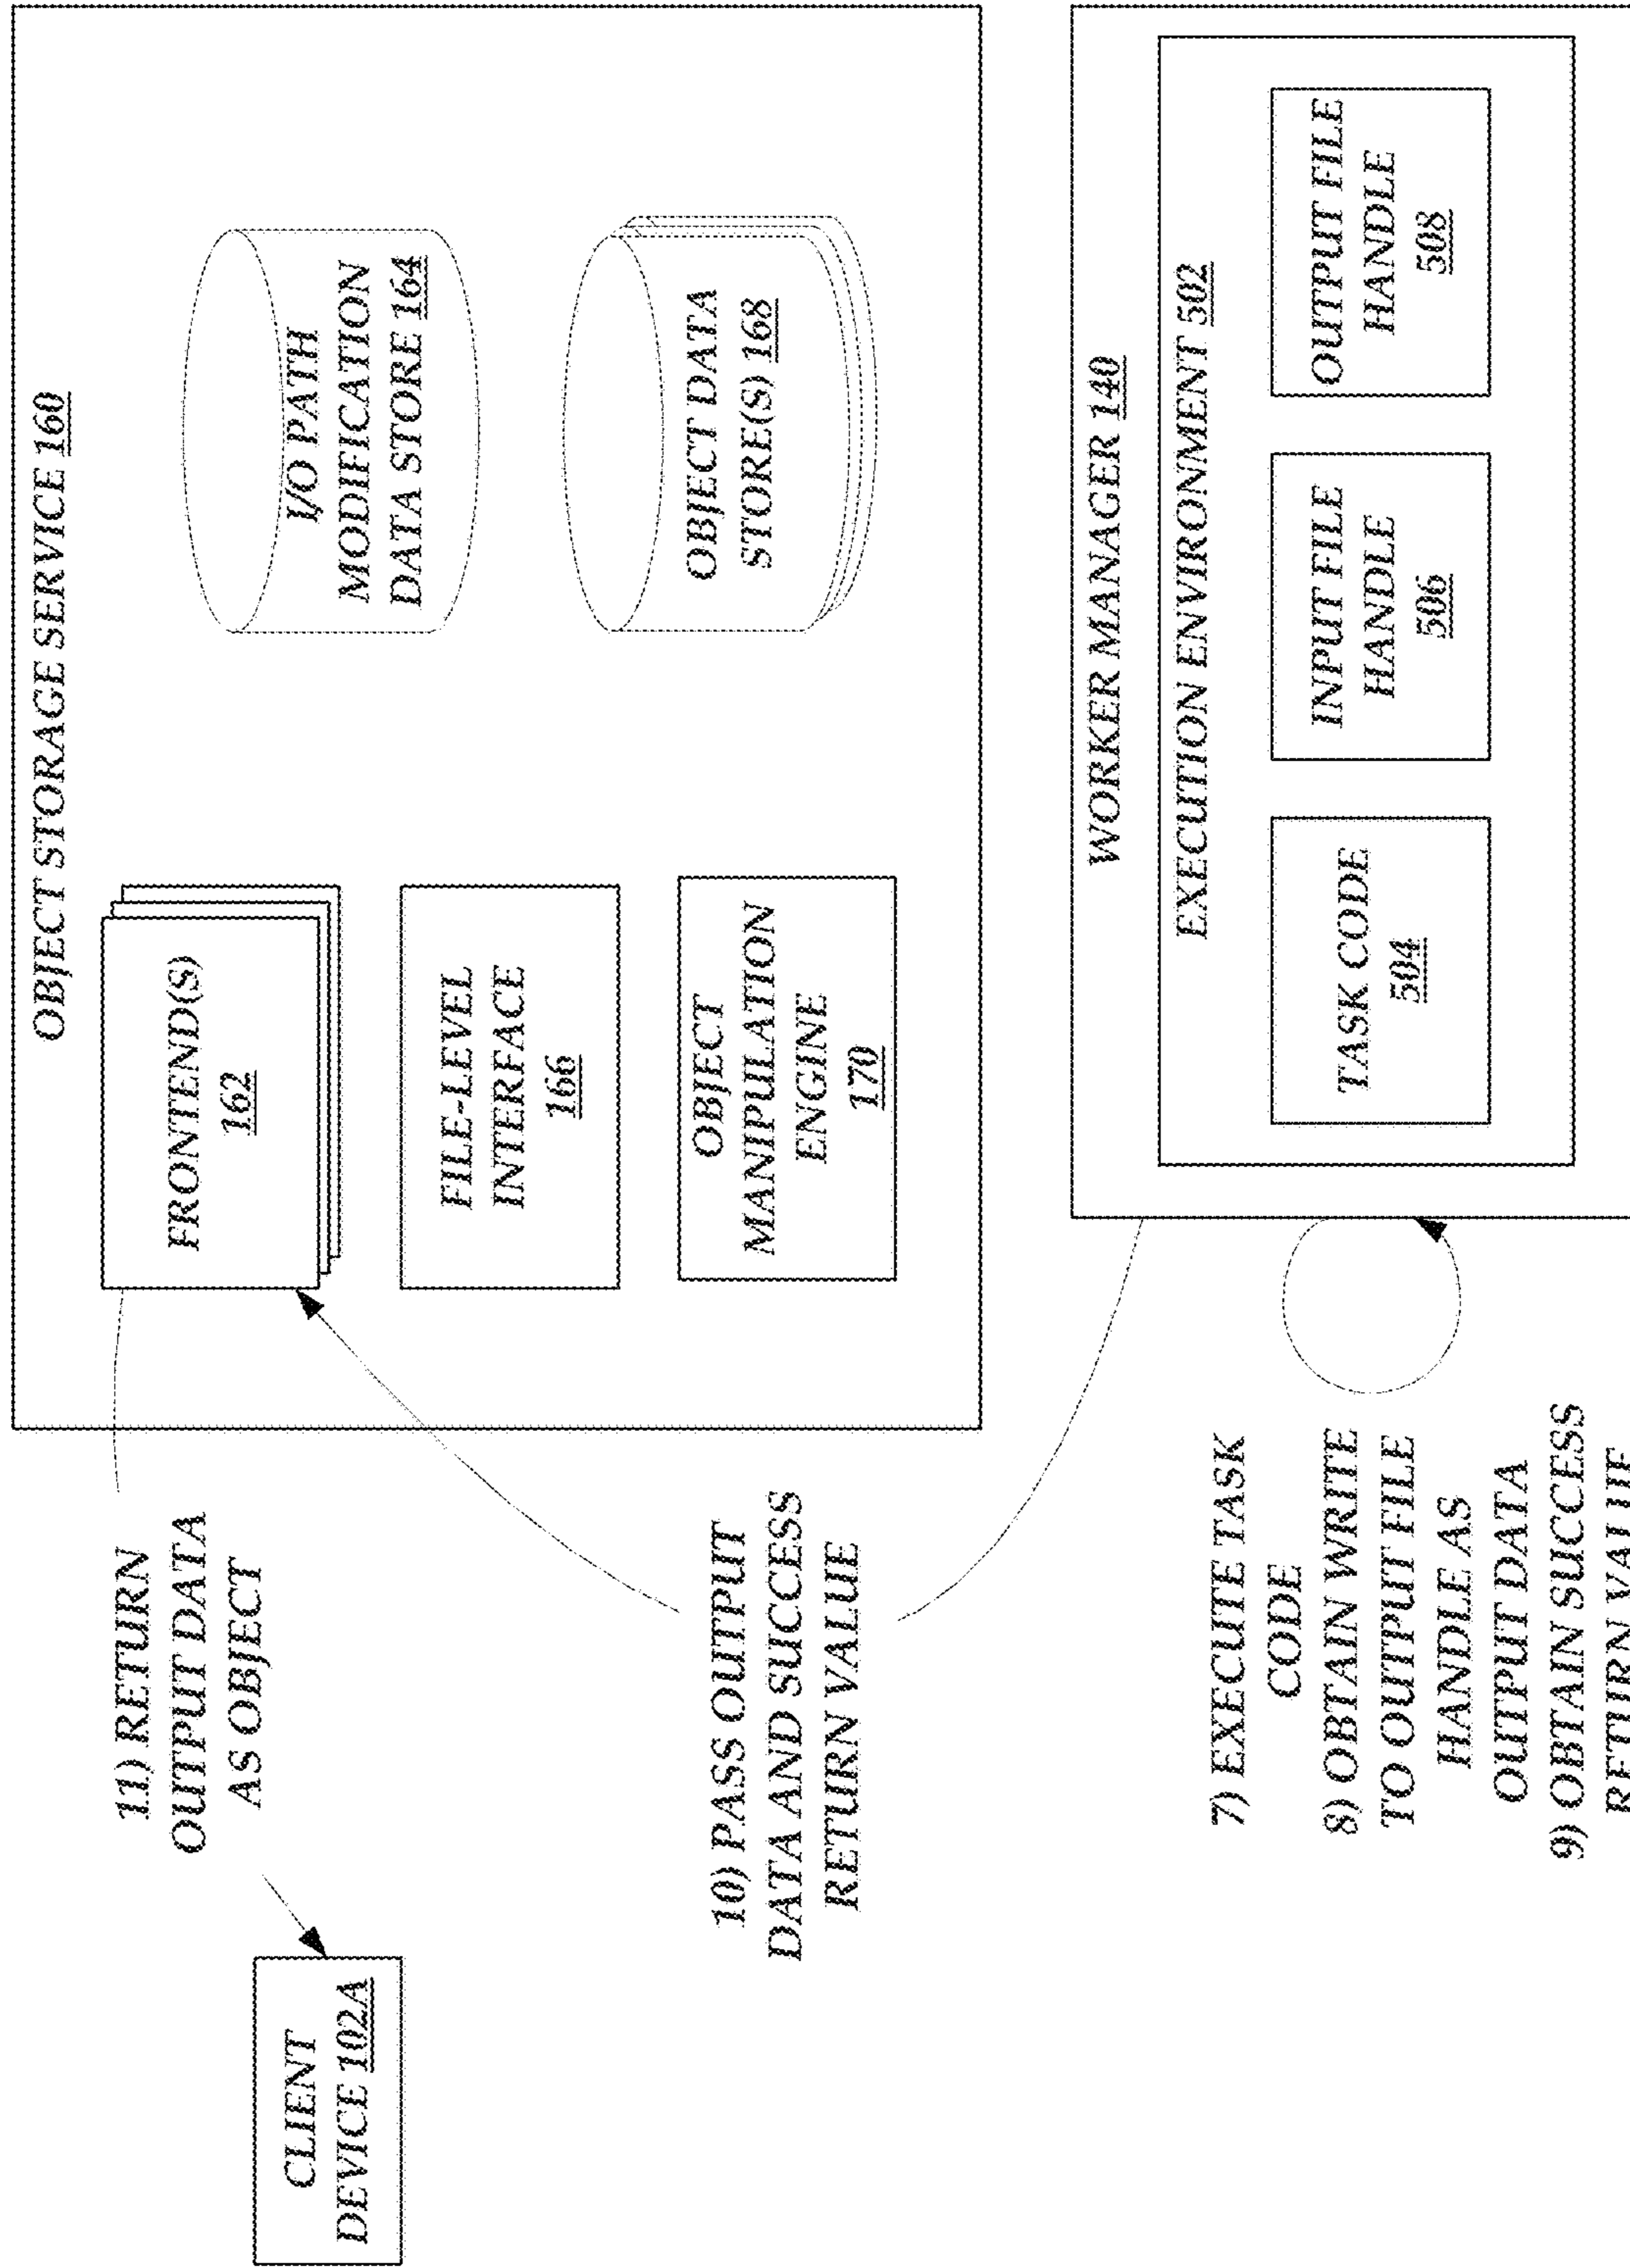 OBJECT STORAGE SERVICE 160
FRONTEND(S)
162
FILE-LEVEL
INTERFACE
166
OBJECT
MANIPULATION
ENGINE
170
I/O PATH
MODIFICATION
DATA STORE 164
OBJECT DATA
STORE(S) 168
11) RETURN
OUTPUT DATA
AS OBJECT
CLIENT
DEVICE 102A
10) PASS OUTPUT
DATA AND SUCCESS
RETURN VALUE
WORKER MANAGER 140
EXECUTION ENVIRONMENT 502
TASK CODE
504
INPUT FILE
HANDLE
506
OUTPUT FILE
HANDLE
508
7) EXECUTE TASK
CODE
8) OBTAIN WRITE
TO OUTPUT FILE
HANDLE AS
OUTPUT DATA
9) OBTAIN SUCCESS
RETURN VALUE